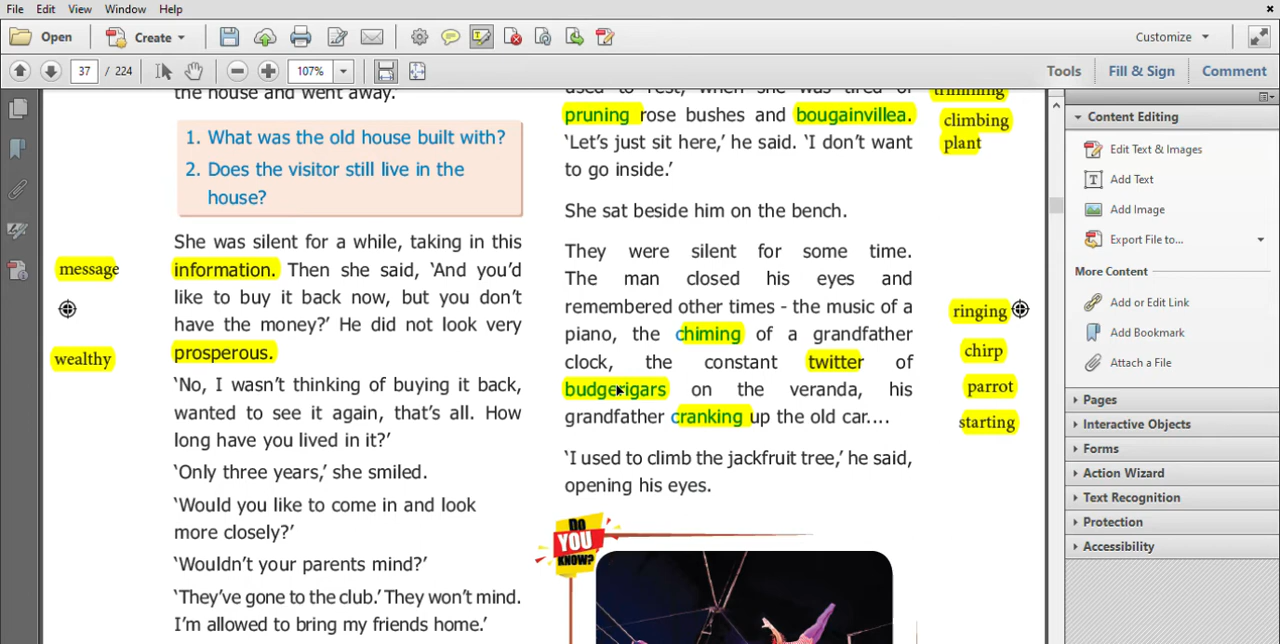 File Edit View Window Help
Open Create Customize
37 / 224 107% Tools Fill & Sign Comment
the house and went away.
1. What was the old house built with?
2. Does the visitor still live in the
house?
She was silent for a while, taking in this
message
information. Then she said, ‘And you’d
like to buy it back now, but you don’t
have the money?’ He did not look very
wealthy
prosperous.’
‘No, I wasn’t thinking of buying it back,
wanted to see it again, that’s all. How
long have you lived in it?’
‘Only three years,’ she smiled.
‘Would you like to come in and look
more closely?’
‘Wouldn’t your parents mind?’
‘They’ve gone to the club.’ They won’t mind.
I’m allowed to bring my friends home.’
used to rest, when she was tired of
trimming
pruning rose bushes and bougainvillea.
climbing
plant
‘Let’s just sit here,’ he said. ‘I don’t want
to go inside.’
She sat beside him on the bench.
They were silent for some time.
The man closed his eyes and
remembered other times - the music of a
ringing
piano, the chiming of a grandfather
chirp
clock, the constant twitter of
parrot
budgerigars on the veranda, his
starting
grandfather cranking up the old car....
‘I used to climb the jackfruit tree,’ he said,
opening his eyes.
DO
YOU
KNOW?
Content Editing
Edit Text & Images
Add Text
Add Image
Export File to...
More Content
Add or Edit Link
Add Bookmark
Attach a File
Pages
Interactive Objects
Forms
Action Wizard
Text Recognition
Protection
Accessibility